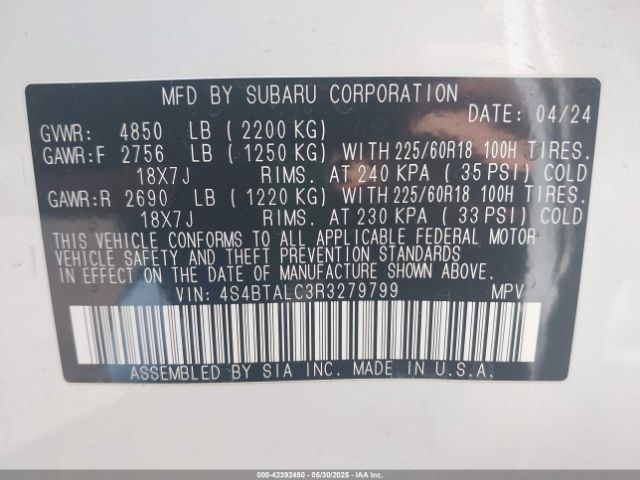 MFD BY SUBARU CORPORATION
DATE: 04/24
GVWR: 4850 LB (2200 KG)
GAWR:F 2756 LB (1250 KG) WITH 225/60R18 100H TIRES.
18X7J RIMS. AT 240 KPA (35 PSI) COLD
GAWR:R 2690 LB (1220 KG) WITH 225/60R18 100H TIRES.
18X7J RIMS. AT 230 KPA (33 PSI) COLD
THIS VEHICLE CONFORMS TO ALL APPLICABLE FEDERAL MOTOR
VEHICLE SAFETY AND THEFT PREVENTION STANDARDS
IN EFFECT ON THE DATE OF MANUFACTURE SHOWN ABOVE.
VIN: 4S4BTALC3R3279799 MPV
ASSEMBLED BY SIA INC. MADE IN U.S.A.
000-42392450 - 05/30/2025 - IAA, Inc.